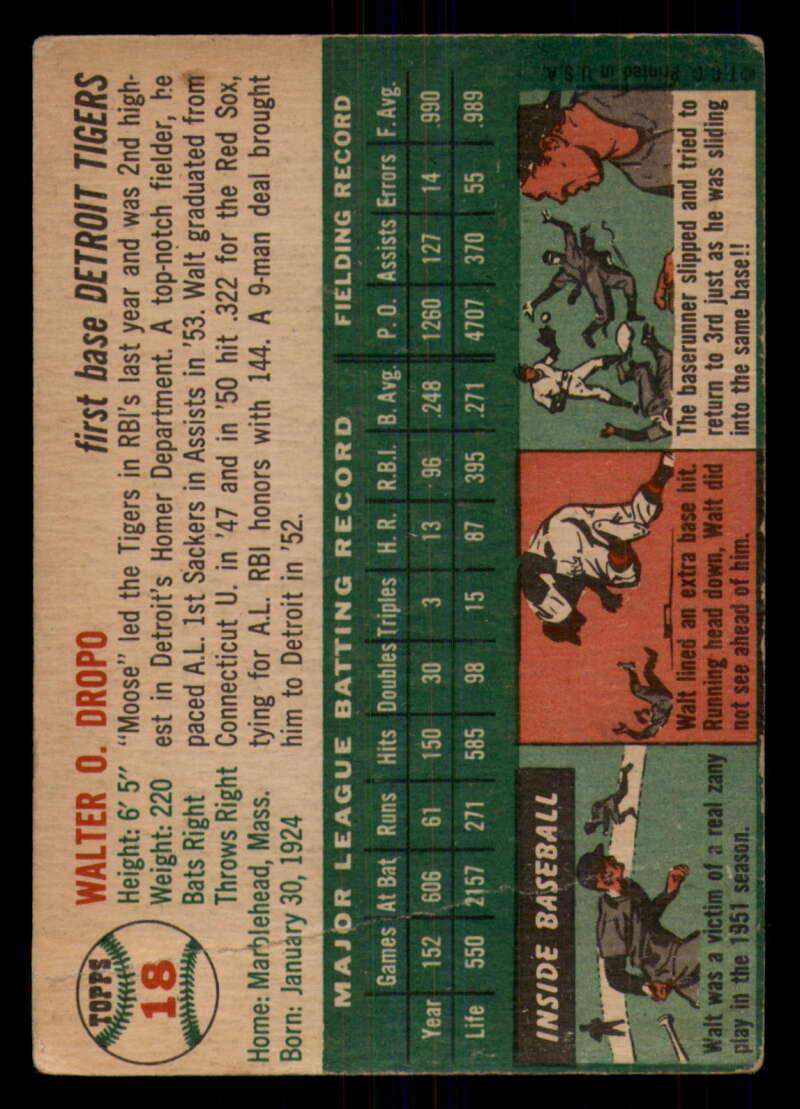 TOPPS
18
WALTER O. DROPO
first base DETROIT TIGERS
Height: 6' 5"
Weight: 220
Bats Right
Throws Right
Home: Marblehead, Mass.
Born: January 30, 1924
"Moose" led the Tigers in RBI's last year and was 2nd high-
est in Detroit's Homer Department. A top-notch fielder, he
paced A.L. 1st Sackers in Assists in '53. Walt graduated from
Connecticut U. in '47 and in '50 hit .322 for the Red Sox,
tying for A.L. RBI honors with 144. A 9-man deal brought
him to Detroit in '52.
MAJOR LEAGUE BATTING RECORD FIELDING RECORD
Games At Bat Runs Hits Doubles Triples H. R. R.B.I. B. Avg. P. O. Assists Errors F. Avg.
Year 152 606 61 150 30 3 13 96 .248 1260 127 14 .990
Life 550 2157 271 585 98 15 87 395 .271 4707 370 55 .989
INSIDE BASEBALL
Walt was a victim of a real zany
play in the 1951 season.
Walt lined an extra base hit.
Running head down, Walt did
not see ahead of him.
The baserunner slipped and tried to
return to 3rd just as he was sliding
into the same base!!
© T. C. G. Printed in U. S. A.